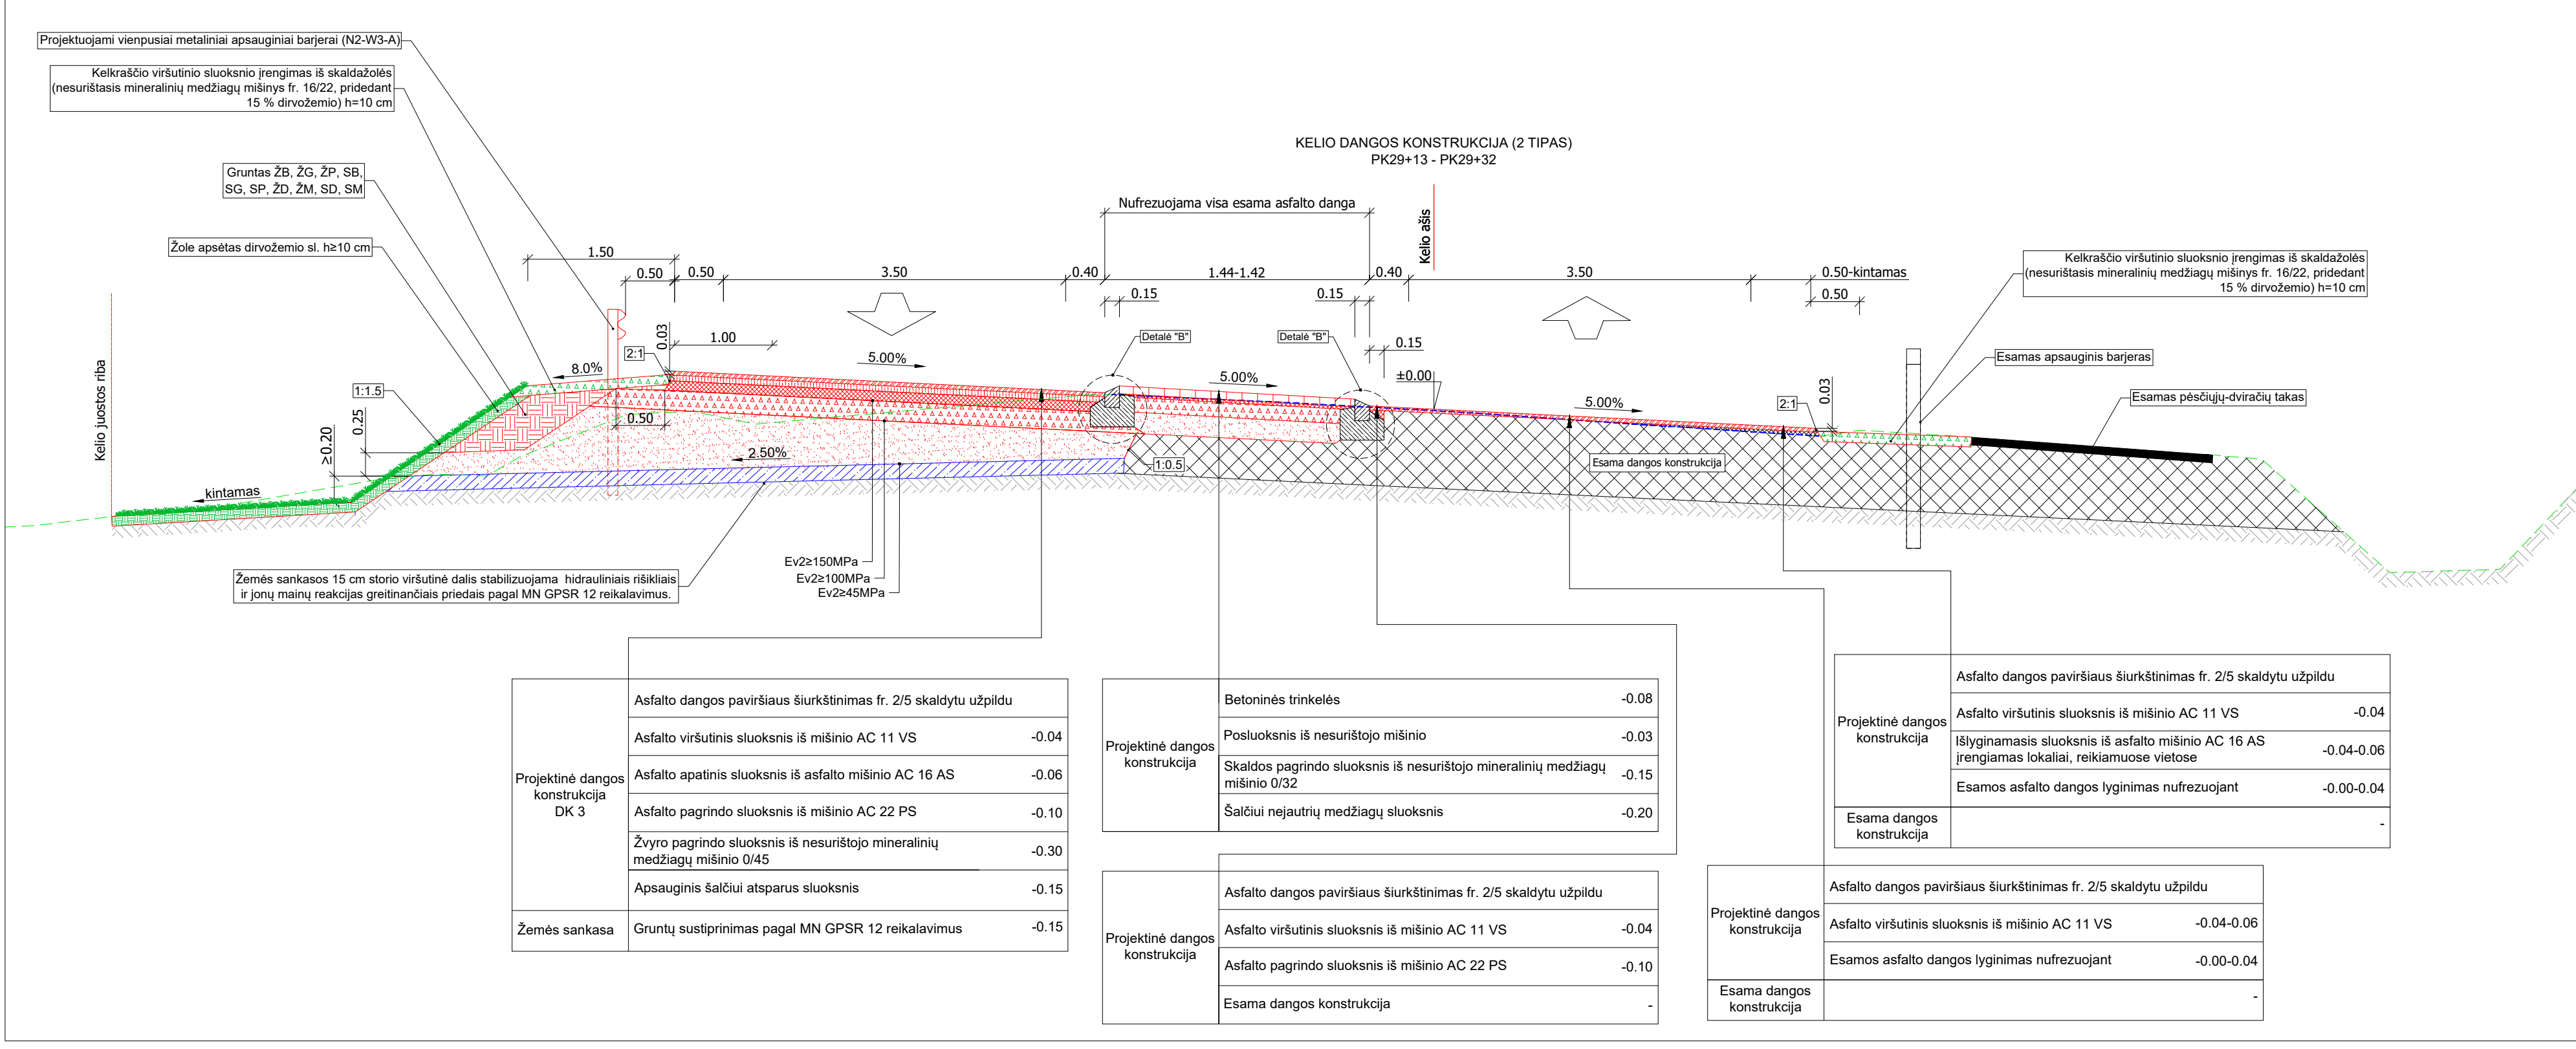 Projektuojami vienpusiai metaliniai apsauginiai barjerai (N2-W3-A)
Kelkraščio viršutinio sluoksnio įrengimas iš skaldažolės
(nesurištasis mineralinių medžiagų mišinys fr. 16/22, pridedant
15 % dirvožemio) h=10 cm
Gruntas ŽB, ŽG, ŽP, SB,
SG, SP, ŽD, ŽM, SD, SM
Žole apsėtas dirvožemio sl. h≥10 cm
KELIO DANGOS KONSTRUKCIJA (2 TIPAS)
PK29+13 - PK29+32
Nufrezuojama visa esama asfalto danga
Kelio ašis
Kelkraščio viršutinio sluoksnio įrengimas iš skaldažolės
(nesurištasis mineralinių medžiagų mišinys fr. 16/22, pridedant
15 % dirvožemio) h=10 cm
1.50
0.50
0.50
3.50
0.40
1.44-1.42
0.40
3.50
0.50-kintamas
0.15
0.15
0.50
0.03
1.00
Detalė "B"
Detalė "B"
0.15
Esamas apsauginis barjeras
Esamas pėsčiųjų-dviračių takas
Kelio juostos riba
1:1.5
8.0%
2:1
5.00%
5.00%
±0.00
5.00%
2:1
0.03
0.25
≥0.20
0.50
2.50%
1:0.5
Esama dangos konstrukcija
kintamas
Ev2≥150MPa
Ev2≥100MPa
Ev2≥45MPa
Žemės sankasos 15 cm storio viršutinė dalis stabilizuojama hidrauliniais rišikliais
ir jonų mainų reakcijas greitinančiais priedais pagal MN GPSR 12 reikalavimus.
Projektinė dangos
konstrukcija
DK 3
Asfalto dangos paviršiaus šiurkštinimas fr. 2/5 skaldytu užpildu
Asfalto viršutinis sluoksnis iš mišinio AC 11 VS -0.04
Asfalto apatinis sluoksnis iš asfalto mišinio AC 16 AS -0.06
Asfalto pagrindo sluoksnis iš mišinio AC 22 PS -0.10
Žvyro pagrindo sluoksnis iš nesurištojo mineralinių
medžiagų mišinio 0/45 -0.30
Apsauginis šalčiui atsparus sluoksnis -0.15
Žemės sankasa
Gruntų sustiprinimas pagal MN GPSR 12 reikalavimus -0.15
Projektinė dangos
konstrukcija
Betoninės trinkelės -0.08
Posluoksnis iš nesurištojo mišinio -0.03
Skaldos pagrindo sluoksnis iš nesurištojo mineralinių medžiagų
mišinio 0/32 -0.15
Šalčiui nejautrių medžiagų sluoksnis -0.20
Projektinė dangos
konstrukcija
Asfalto dangos paviršiaus šiurkštinimas fr. 2/5 skaldytu užpildu
Asfalto viršutinis sluoksnis iš mišinio AC 11 VS -0.04
Asfalto pagrindo sluoksnis iš mišinio AC 22 PS -0.10
Esama dangos konstrukcija -
Projektinė dangos
konstrukcija
Asfalto dangos paviršiaus šiurkštinimas fr. 2/5 skaldytu užpildu
Asfalto viršutinis sluoksnis iš mišinio AC 11 VS -0.04
Išlyginamasis sluoksnis iš asfalto mišinio AC 16 AS
įrengiamas lokaliai, reikiamuose vietose -0.04-0.06
Esamos asfalto dangos lyginimas nufrezuojant -0.00-0.04
Esama dangos
konstrukcija -
Projektinė dangos
konstrukcija
Asfalto dangos paviršiaus šiurkštinimas fr. 2/5 skaldytu užpildu
Asfalto viršutinis sluoksnis iš mišinio AC 11 VS -0.04-0.06
Esamos asfalto dangos lyginimas nufrezuojant -0.00-0.04
Esama dangos
konstrukcija -